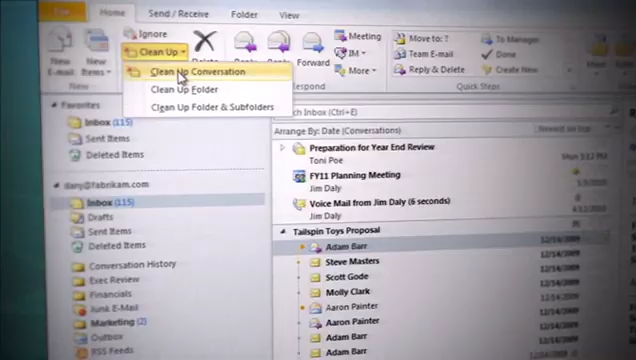 Home
Send / Receive
Folder
View
Ignore
Clean Up
New E-mail
New Items
Forward
Meeting
IM
More
Move to: ?
Team E-mail
Reply & Delete
To Manager
Done
Clean Up Conversation
Clean Up Folder
Clean Up Folder & Subfolders
New
Quick Steps
Favorites
Inbox (115)
Sent Items
Deleted Items
danj@fabrikam.com
Inbox (115)
Drafts
Sent Items
Deleted Items
Conversation History
Exec Review
Financials
Junk E-mail
Marketing (2)
Outbox
RSS Feeds
Inbox (Ctrl+E)
Arrange By: Date (Conversations)
Newest on top
Preparation for Year End Review
Toni Poe
FY11 Planning Meeting
Jim Daly
Voice Mail from Jim Daly (6 seconds)
Jim Daly
Tailspin Toys Proposal
Adam Barr
12/14/2009
Steve Masters
12/14/2009
Scott Gode
12/14/2009
Molly Clark
12/14/2009
Aaron Painter
Aaron Painter
12/14/2009
Adam Barr
12/14/2009
Adam Barr